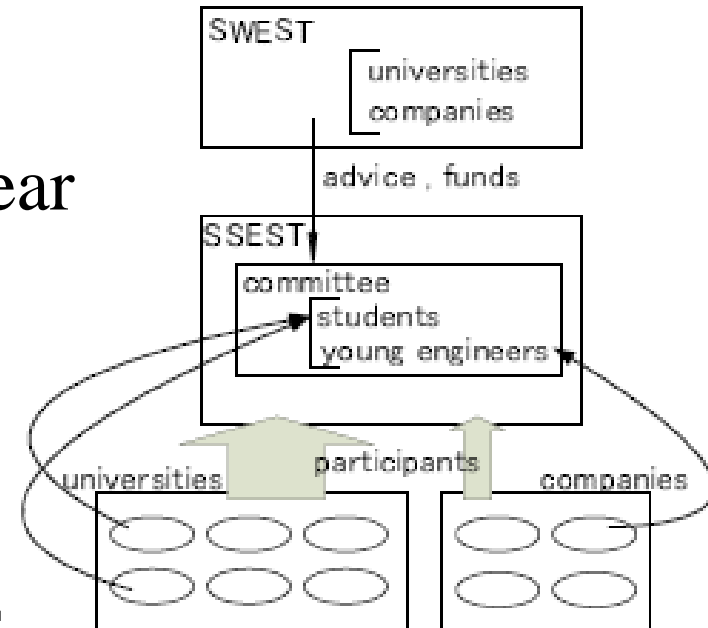 SWEST
universities
companies
ear
advice , funds
SSEST
committee
students
young engineers
participants
universities
companies